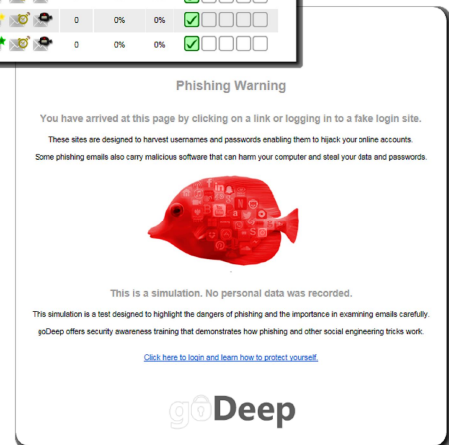 0 0% 0%
0 0% 0%
Phishing Warning
You have arrived at this page by clicking on a link or logging in to a fake login site.
These sites are designed to harvest usernames and passwords enabling them to hijack your online accounts.
Some phishing emails also carry malicious software that can harm your computer and steal your data and passwords.
This is a simulation. No personal data was recorded.
This simulation is a test designed to highlight the dangers of phishing and the importance in examning emails carefully.
goDeep offers security awareness training that demonstrates how phishing and other social engineering tricks work.
Click here to login and learn how to protect yourself.
goDeep